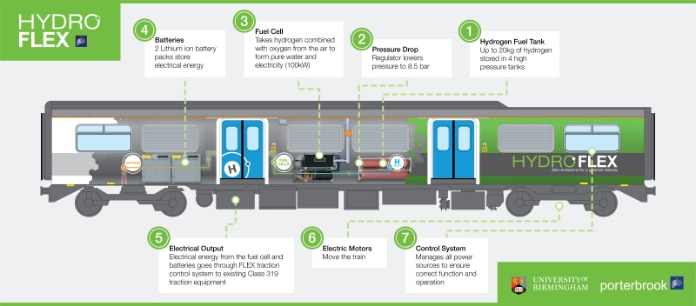 HYDRO
FLEX
4
Batteries
2 Lithium ion battery
packs store
electrical energy
3
Fuel Cell
Takes hydrogen combined
with oxygen from the air to
form pure water and
electricity (100kW)
2
Pressure Drop
Regulator lowers
pressure to 8.5 bar
1
Hydrogen Fuel Tank
Up to 20kg of hydrogen
stored in 4 high
pressure tanks
H
FUEL
CELLS
H
HYDROFLEX
5
Electrical Output
Electrical energy from the fuel cell and
batteries goes through FLEX traction
control system to existing Class 319
traction equipment
6
Electric Motors
Move the train
7
Control System
Manages all power
sources to ensure
correct function and
operation
UNIVERSITY OF
BIRMINGHAM
porterbrook